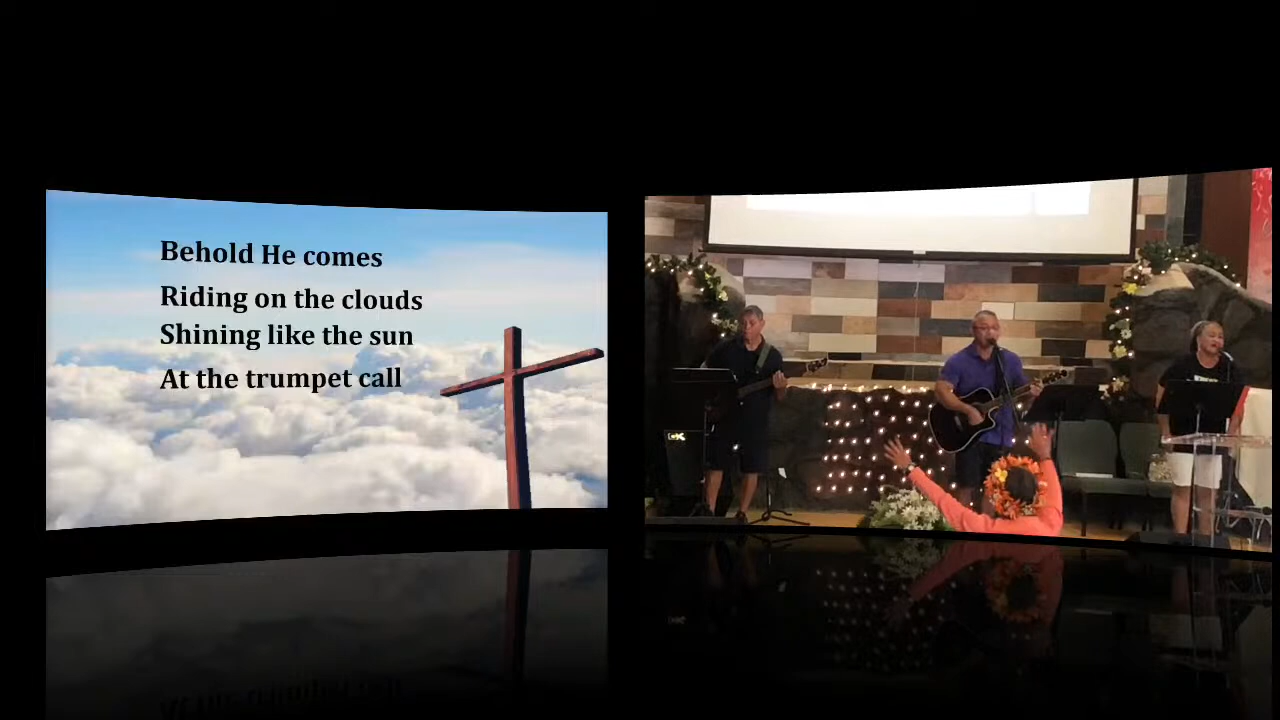 Behold He comes
Riding on the clouds
Shining like the sun
At the trumpet call